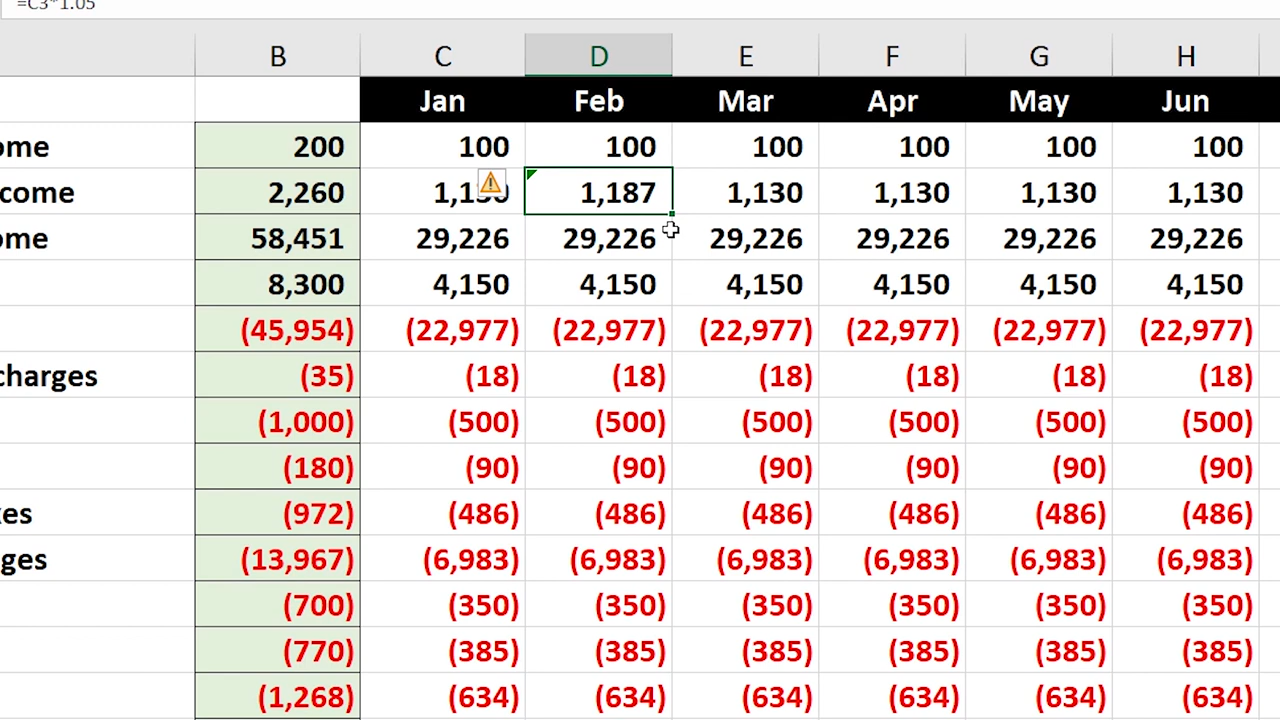 =C3*1.05
B C D E F G H
Jan Feb Mar Apr May Jun
ome 200 100 100 100 100 100 100
come 2,260 1,130 1,187 1,130 1,130 1,130 1,130
ome 58,451 29,226 29,226 29,226 29,226 29,226 29,226
8,300 4,150 4,150 4,150 4,150 4,150 4,150
(45,954) (22,977) (22,977) (22,977) (22,977) (22,977) (22,977)
charges (35) (18) (18) (18) (18) (18) (18)
(1,000) (500) (500) (500) (500) (500) (500)
(180) (90) (90) (90) (90) (90) (90)
xes (972) (486) (486) (486) (486) (486) (486)
ges (13,967) (6,983) (6,983) (6,983) (6,983) (6,983) (6,983)
(700) (350) (350) (350) (350) (350) (350)
(770) (385) (385) (385) (385) (385) (385)
(1,268) (634) (634) (634) (634) (634) (634)